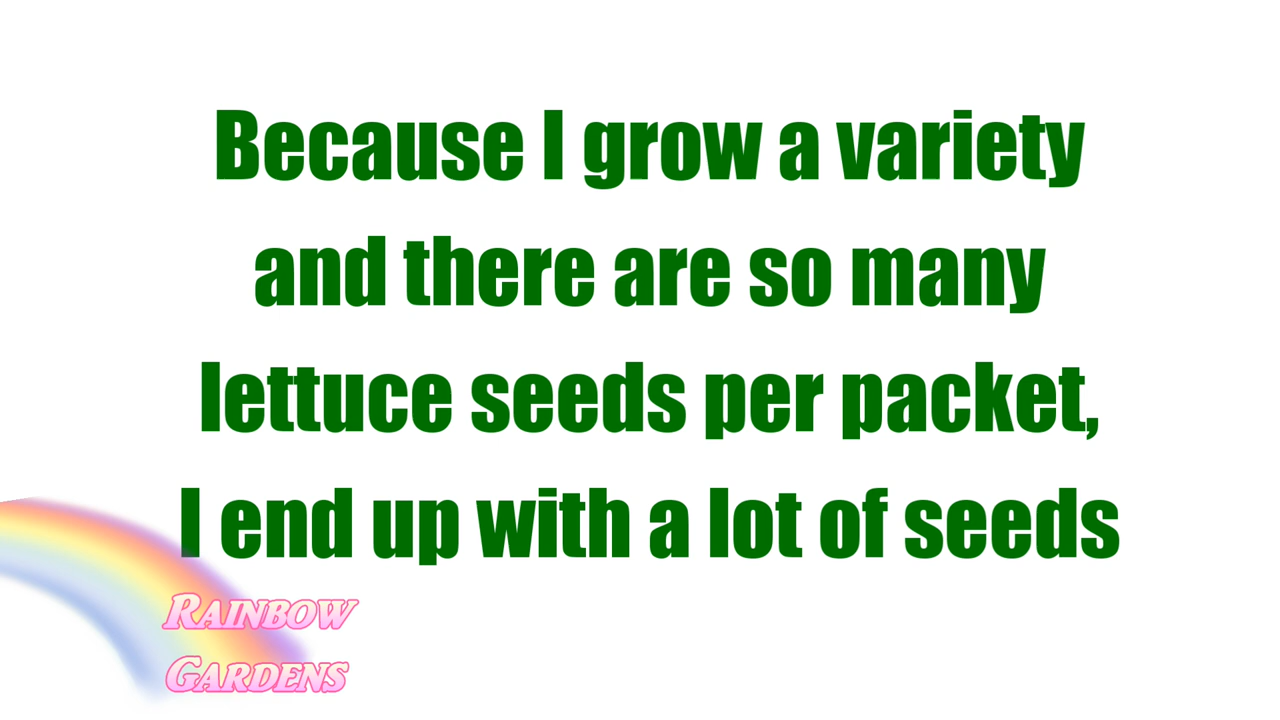 Because I grow a variety
and there are so many
lettuce seeds per packet,
I end up with a lot of seeds
Rainbow
Gardens